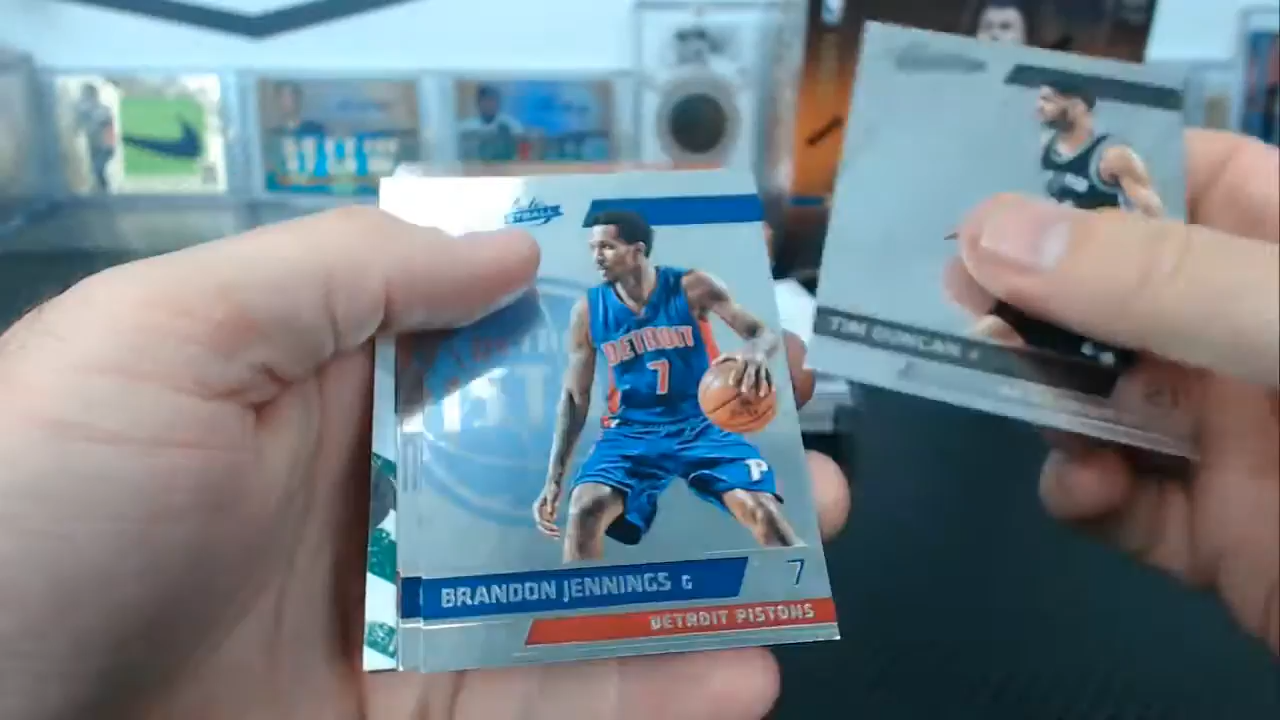 BRANDON JENNINGS G
7
DETROIT PISTONS
DETROIT
7
P
TIM DUNCAN F